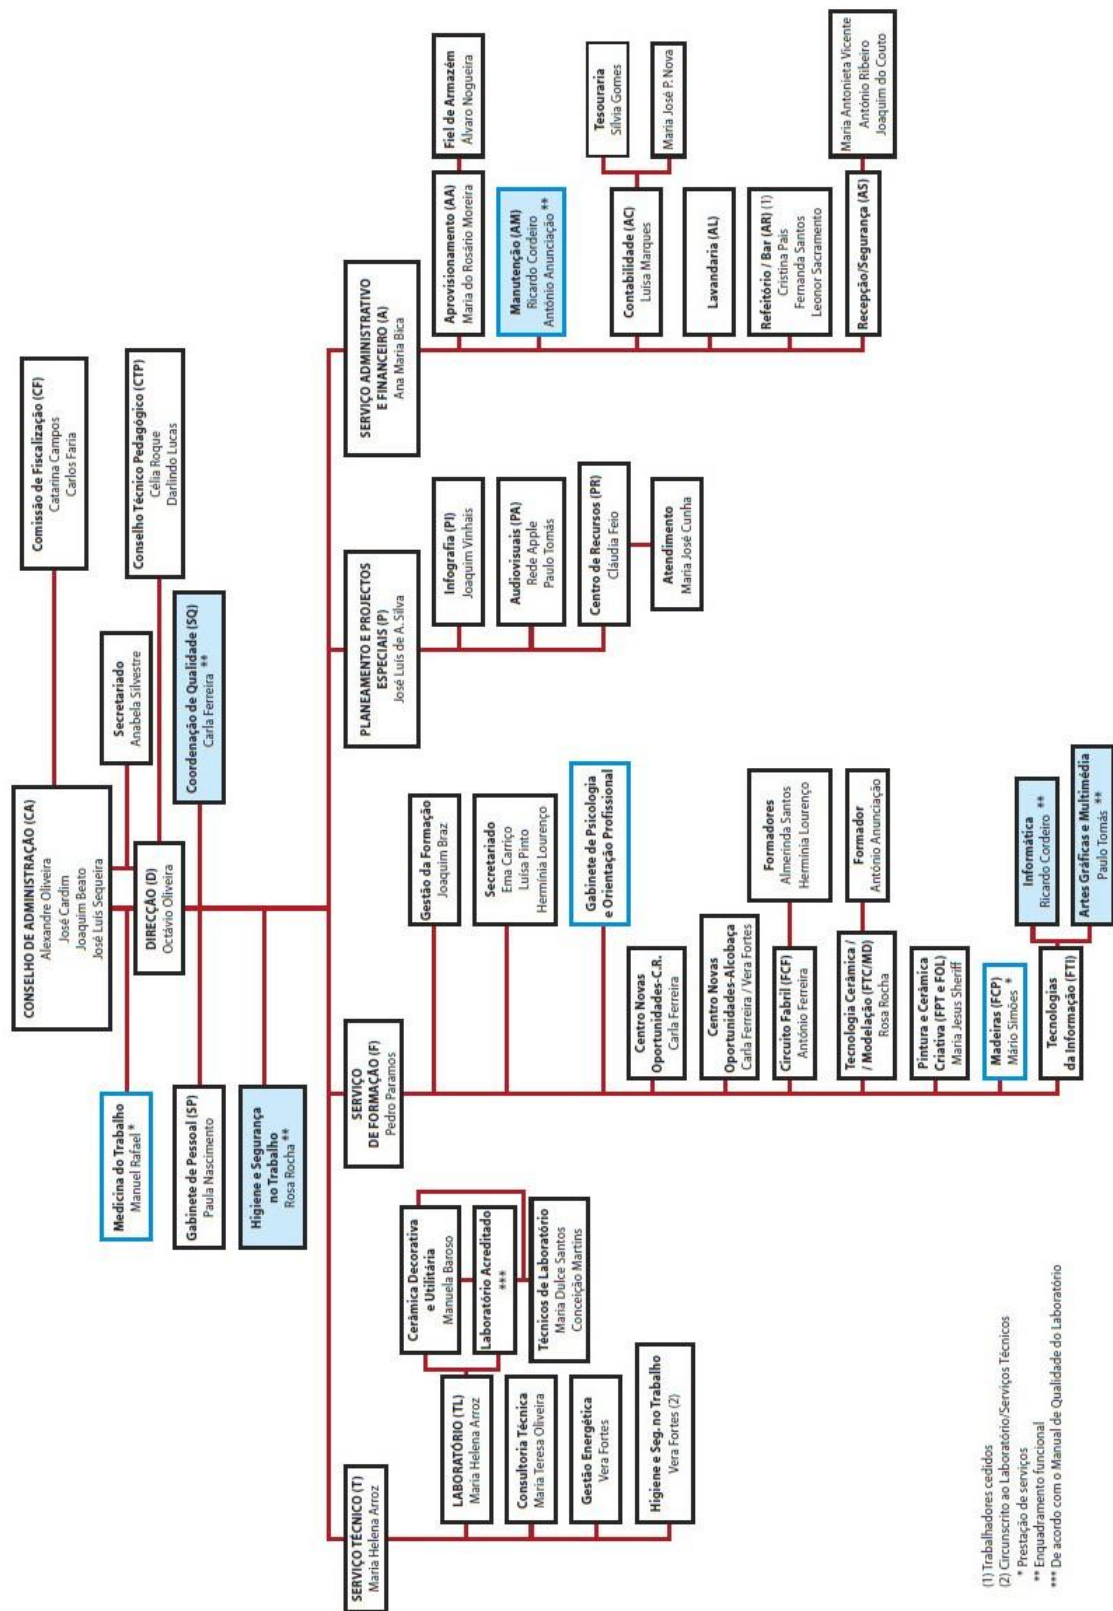 CONSELHO DE ADMINISTRAÇÃO (CA)
Alexandre Oliveira
José Cardim
Joaquim Beato
José Luís Sequeira
Comissão de Fiscalização (CF)
Catarina Campos
Carlos Faria
Medicina do Trabalho
Manuel Rafael *
Secretariado
Anabela Silvestre
DIRECÇÃO (D)
Octávio Oliveira
Conselho Técnico Pedagógico (CTP)
Célia Roque
Darlindo Lucas
Gabinete de Pessoal (SP)
Paula Nascimento
Coordenação de Qualidade (SQ)
Carla Ferreira **
Higiene e Segurança
no Trabalho
Rosa Rocha **
SERVIÇO TÉCNICO (T)
Maria Helena Arroz
LABORATÓRIO (TL)
Maria Helena Arroz
Cerâmica Decorativa
e Utilitária
Manuela Baroso
Laboratório Acreditado
***
Técnicos de Laboratório
Maria Dulce Santos
Conceição Martins
Consultoria Técnica
Maria Teresa Oliveira
Gestão Energética
Vera Fortes
Higiene e Seg. no Trabalho
Vera Fortes (2)
SERVIÇO
DE FORMAÇÃO (F)
Pedro Paramos
Gestão da Formação
Joaquim Braz
Secretariado
Ema Carriço
Luísa Pinto
Hermínia Lourenço
Gabinete de Psicologia
e Orientação Profissional
Centro Novas
Oportunidades-C.R.
Carla Ferreira
Centro Novas
Oportunidades-Alcobaça
Carla Ferreira / Vera Fortes
Circuito Fabril (FCF)
António Ferreira
Formadores
Almerinda Santos
Hermínia Lourenço
Tecnologia Cerâmica /
/ Modelação (FTC/MD)
Rosa Rocha
Formador
António Anunciação
Pintura e Cerâmica
Criativa (FPT e FOL)
Maria Jesus Sheriff
Madeiras (FCP)
Mário Simões *
Tecnologias
da Informação (FTI)
Informática
Ricardo Cordeiro **
Artes Gráficas e Multimédia
Paulo Tomás **
PLANEAMENTO E PROJECTOS
ESPECIAIS (P)
José Luís de A. Silva
Infografia (PI)
Joaquim Vinhais
Audiovisuais (PA)
Rede Apple
Paulo Tomás
Centro de Recursos (PR)
Cláudia Feio
Atendimento
Maria José Cunha
SERVIÇO ADMINISTRATIVO
E FINANCEIRO (A)
Ana Maria Bica
Aprovisionamento (AA)
Maria do Rosário Moreira
Fiel de Armazém
Álvaro Nogueira
Manutenção (AM)
Ricardo Cordeiro
António Anunciação **
Contabilidade (AC)
Luísa Marques
Tesouraria
Sílvia Gomes
Maria José P. Nova
Lavandaria (AL)
Refeitório / Bar (AR) (1)
Cristina Pais
Fernanda Santos
Leonor Sacramento
Recepção/Segurança (AS)
Maria Antonieta Vicente
António Ribeiro
Joaquim do Couto
(1) Trabalhadores cedidos
(2) Circunscrito ao Laboratório/Serviços Técnicos
* Prestação de serviços
** Enquadramento funcional
*** De acordo com o Manual de Qualidade do Laboratório